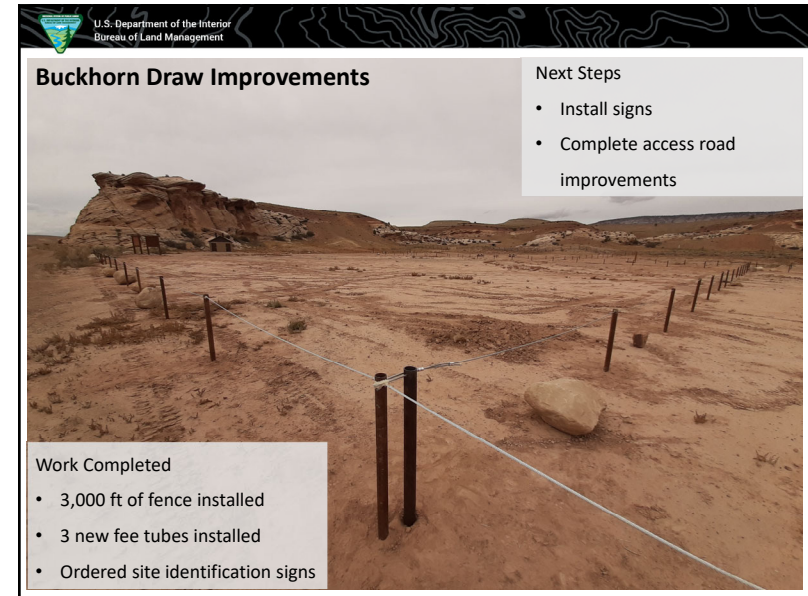 U.S. Department of the Interior
Bureau of Land Management
Buckhorn Draw Improvements
Next Steps
• Install signs
• Complete access road
improvements
Work Completed
• 3,000 ft of fence installed
• 3 new fee tubes installed
• Ordered site identification signs